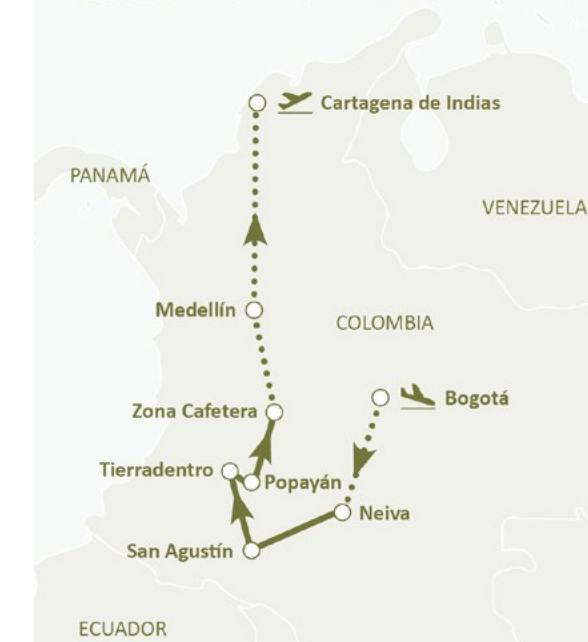 Cartagena de Indias
PANAMÁ
VENEZUELA
Medellín
COLOMBIA
Bogotá
Zona Cafetera
Tierradentro
Popayán
Neiva
San Agustín
ECUADOR